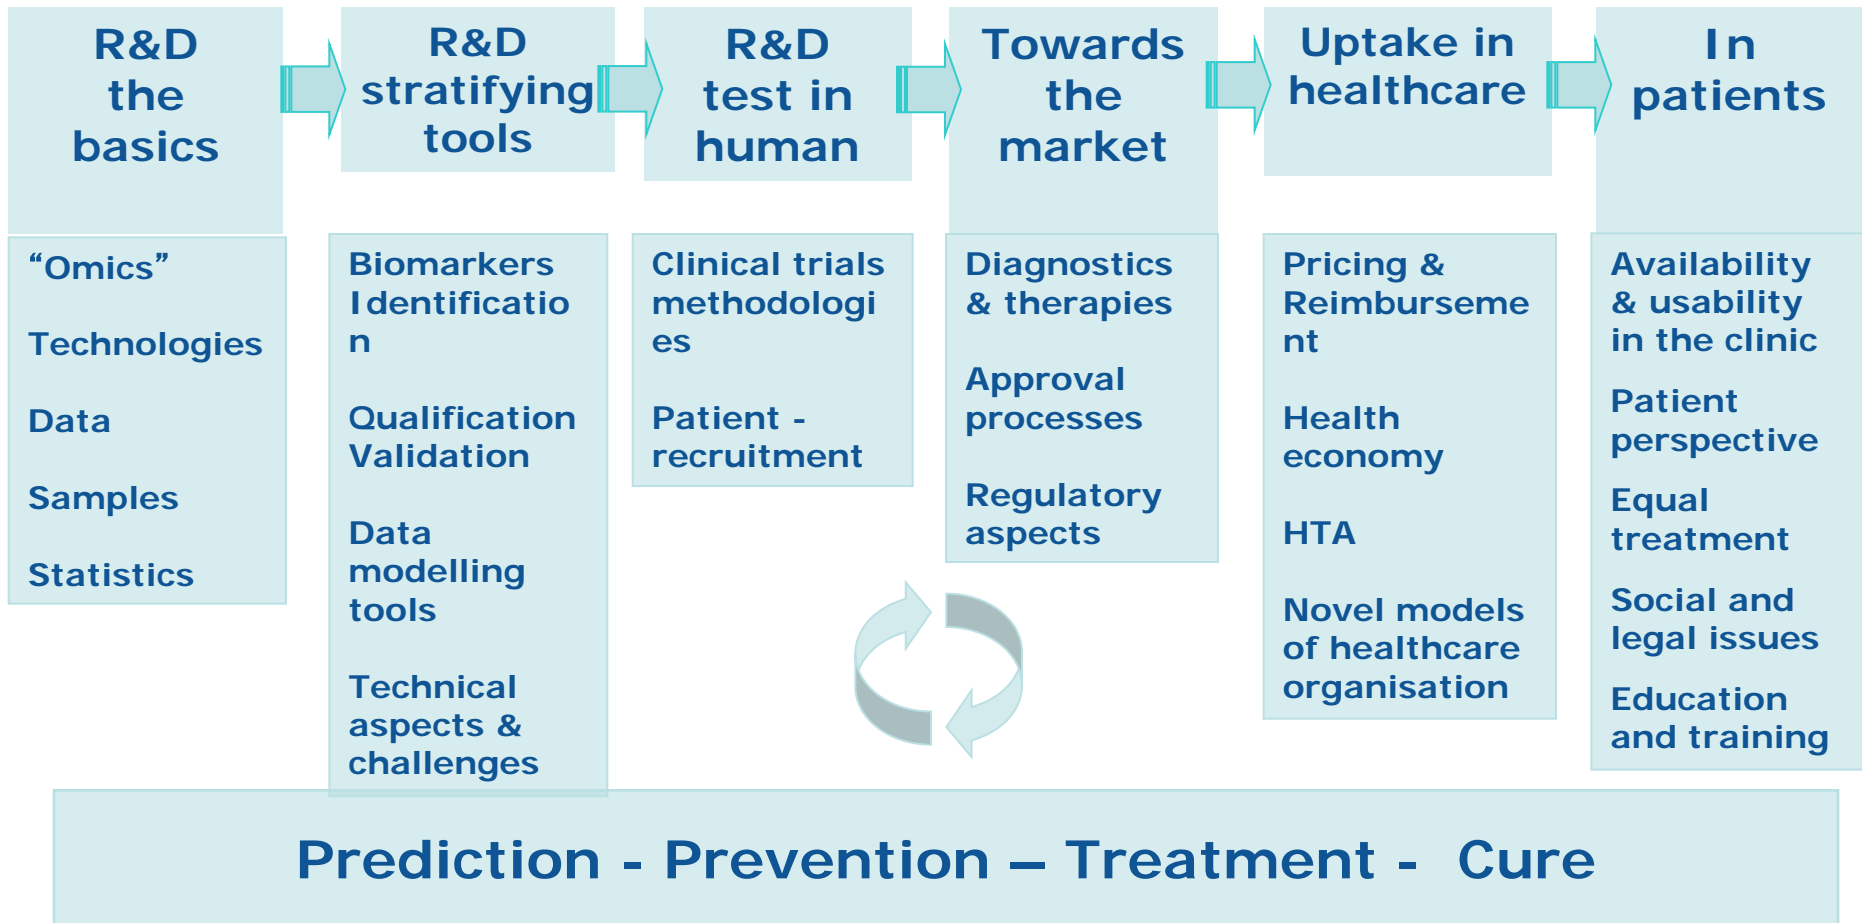 R&D
the
basics
R&D
stratifying
tools
R&D
test in
human
Towards
the
market
Uptake in
healthcare
In
patients
“Omics”
Technologies
Data
Samples
Statistics
Biomarkers
Identificatio
n
Qualification
Validation
Data
modelling
tools
Technical
aspects &
challenges
Clinical trials
methodologi
es
Patient -
recruitment
Diagnostics
& therapies
Approval
processes
Regulatory
aspects
Pricing &
Reimburseme
nt
Health
economy
HTA
Novel models
of healthcare
organisation
Availability
& usability
in the clinic
Patient
perspective
Equal
treatment
Social and
legal issues
Education
and training
Prediction - Prevention – Treatment - Cure